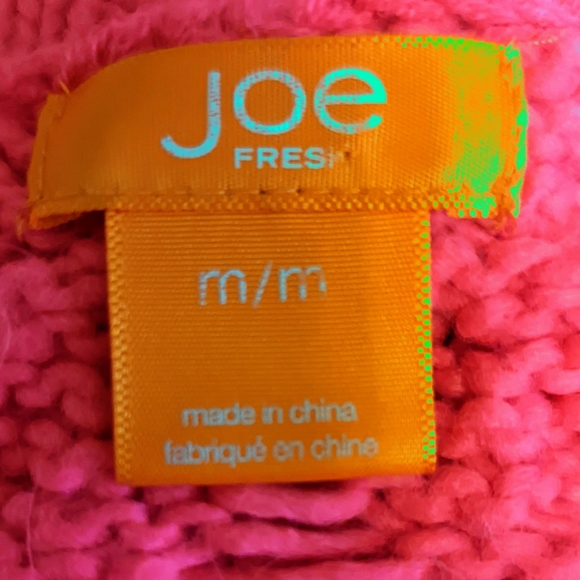 Joe
FRESH
m/m
made in china
fabriqué en chine